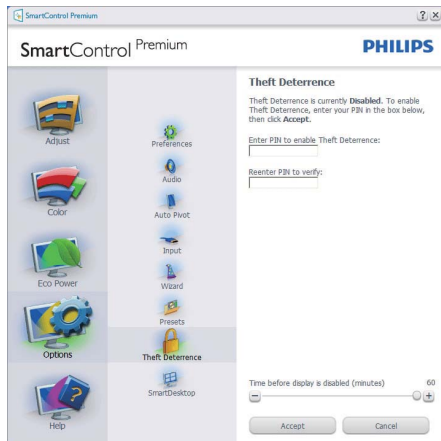 SmartControl Premium
SmartControl Premium
PHILIPS
Adjust
Color
Eco Power
Options
Help
Preferences
Audio
Auto Pivot
Input
Wizard
Presets
Theft Deterrence
SmartDesktop
Theft Deterrence
Theft Deterrence is currently Disabled. To enable
Theft Deterrence, enter your PIN in the box below,
then click Accept.
Enter PIN to enable Theft Deterrence:
Reenter PIN to verify:
Time before display is disabled (minutes) 60
Accept
Cancel